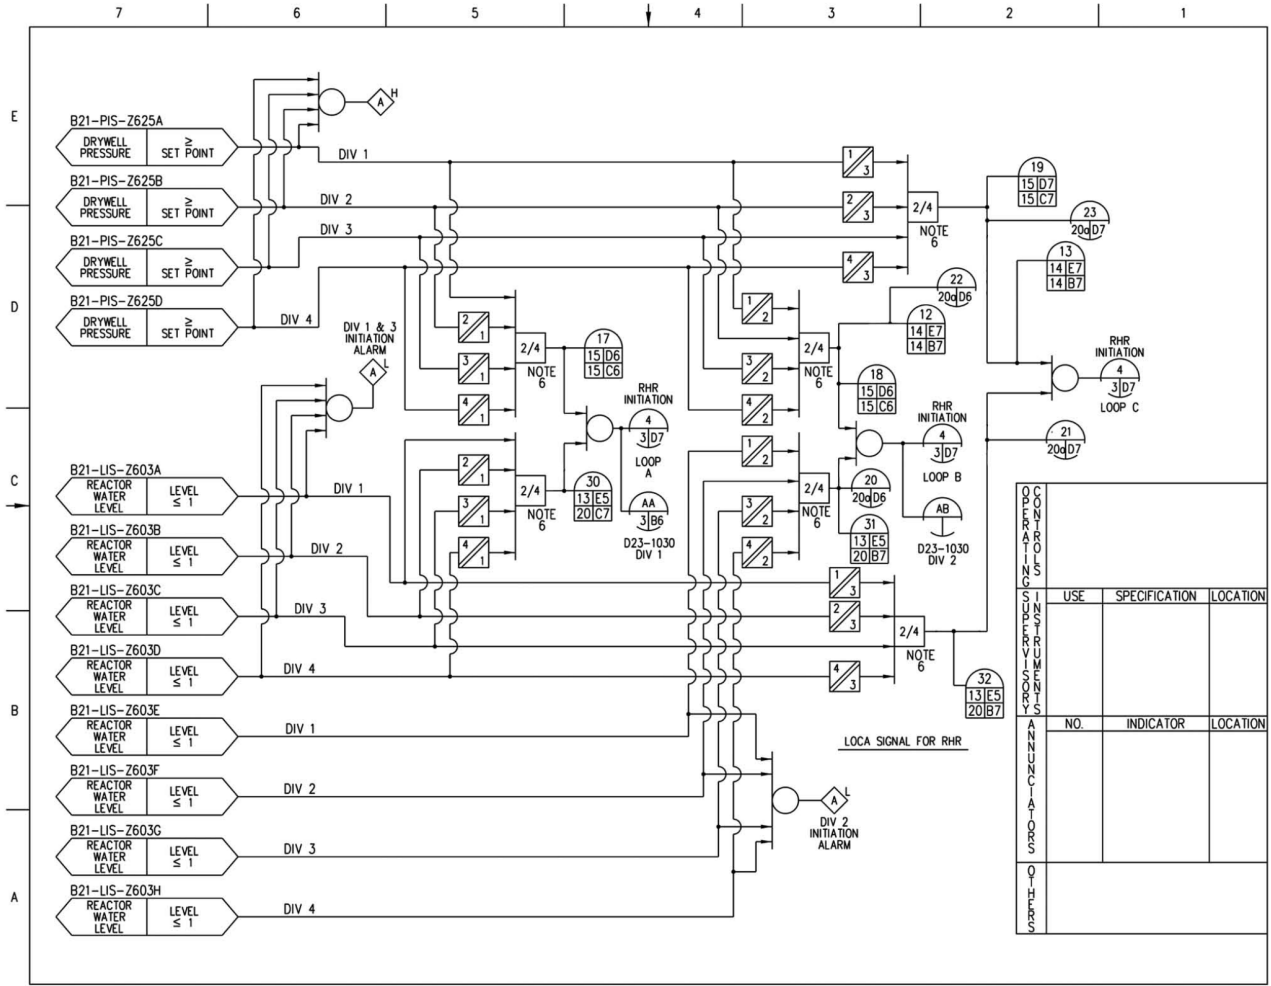 7 6 5 4 3 2 1
E
D
C
B
A
B21-PIS-Z625A
DRYWELL
PRESSURE
≥
SET POINT
B21-PIS-Z625B
DRYWELL
PRESSURE
≥
SET POINT
B21-PIS-Z625C
DRYWELL
PRESSURE
≥
SET POINT
B21-PIS-Z625D
DRYWELL
PRESSURE
≥
SET POINT
A H
DIV 1
DIV 2
DIV 3
DIV 4
DIV 1 & 3
INITIATION
ALARM
A L
B21-LIS-Z603A
REACTOR
WATER
LEVEL
LEVEL
≤ 1
DIV 1
B21-LIS-Z603B
REACTOR
WATER
LEVEL
LEVEL
≤ 1
DIV 2
B21-LIS-Z603C
REACTOR
WATER
LEVEL
LEVEL
≤ 1
DIV 3
B21-LIS-Z603D
REACTOR
WATER
LEVEL
LEVEL
≤ 1
DIV 4
B21-LIS-Z603E
REACTOR
WATER
LEVEL
LEVEL
≤ 1
DIV 1
B21-LIS-Z603F
REACTOR
WATER
LEVEL
LEVEL
≤ 1
DIV 2
B21-LIS-Z603G
REACTOR
WATER
LEVEL
LEVEL
≤ 1
DIV 3
B21-LIS-Z603H
REACTOR
WATER
LEVEL
LEVEL
≤ 1
DIV 4
2 1
3 1
4 1
2/4
NOTE
6
17
15 D6
15 C6
2 1
3 1
4 1
2/4
NOTE
6
30
13 E5
20 C7
RHR
INITIATION
4
3 D7
LOOP
A
AA
3 B6
D23-1030
DIV 1
1 3
2 3
4 3
2/4
NOTE
6
19
15 D7
15 C7
23
20a D7
13
14 E7
14 B7
1 2
3 2
4 2
2/4
NOTE
6
22
20a D6
12
14 E7
14 B7
18
15 D6
15 C6
1 2
3 2
4 2
2/4
NOTE
6
20
20a D6
31
13 E5
20 B7
RHR
INITIATION
4
3 D7
LOOP B
AB
D23-1030
DIV 2
RHR
INITIATION
4
3 D7
LOOP C
21
20a D7
1 3
2 3
4 3
2/4
NOTE
6
32
13 E5
20 B7
LOCA SIGNAL FOR RHR
A L
DIV 2
INITIATION
ALARM
OPERATING
CONTROLS
SUPERVISORY
INSTRUMENTS
USE SPECIFICATION LOCATION
ANNUNCIATORS
NO. INDICATOR LOCATION
OTHERS